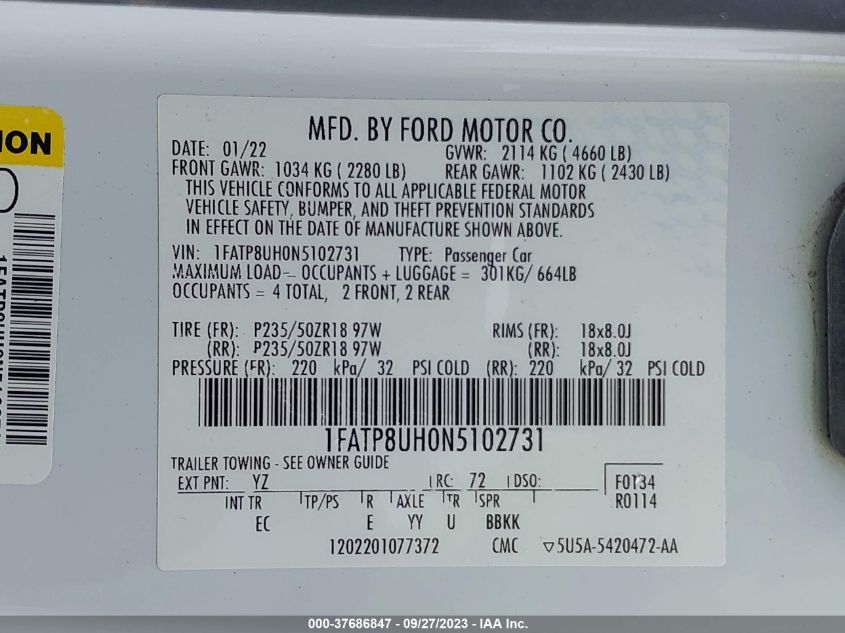 MFD. BY FORD MOTOR CO.
DATE: 01/22 GVWR: 2114 KG ( 4660 LB)
FRONT GAWR: 1034 KG ( 2280 LB) REAR GAWR: 1102 KG ( 2430 LB)
THIS VEHICLE CONFORMS TO ALL APPLICABLE FEDERAL MOTOR
VEHICLE SAFETY, BUMPER, AND THEFT PREVENTION STANDARDS
IN EFFECT ON THE DATE OF MANUFACTURE SHOWN ABOVE.
VIN: 1FATP8UH0N5102731 TYPE: Passenger Car
MAXIMUM LOAD= OCCUPANTS + LUGGAGE = 301KG/ 664LB
OCCUPANTS = 4 TOTAL, 2 FRONT, 2 REAR
TIRE (FR): P235/50ZR18 97W RIMS (FR): 18x8.0J
(RR): P235/50ZR18 97W (RR): 18x8.0J
PRESSURE (FR): 220 kPa/ 32 PSI COLD (RR): 220 kPa/ 32 PSI COLD
1FATP8UH0N5102731
TRAILER TOWING - SEE OWNER GUIDE
EXT PNT: YZ RC: 72 DSO: F0134
INT TR TP/PS R AXLE TR SPR R0114
EC E YY U BBKK
1202201077372 CMC ▽5U5A-5420472-AA
000-37686847 - 09/27/2023 - IAA Inc.